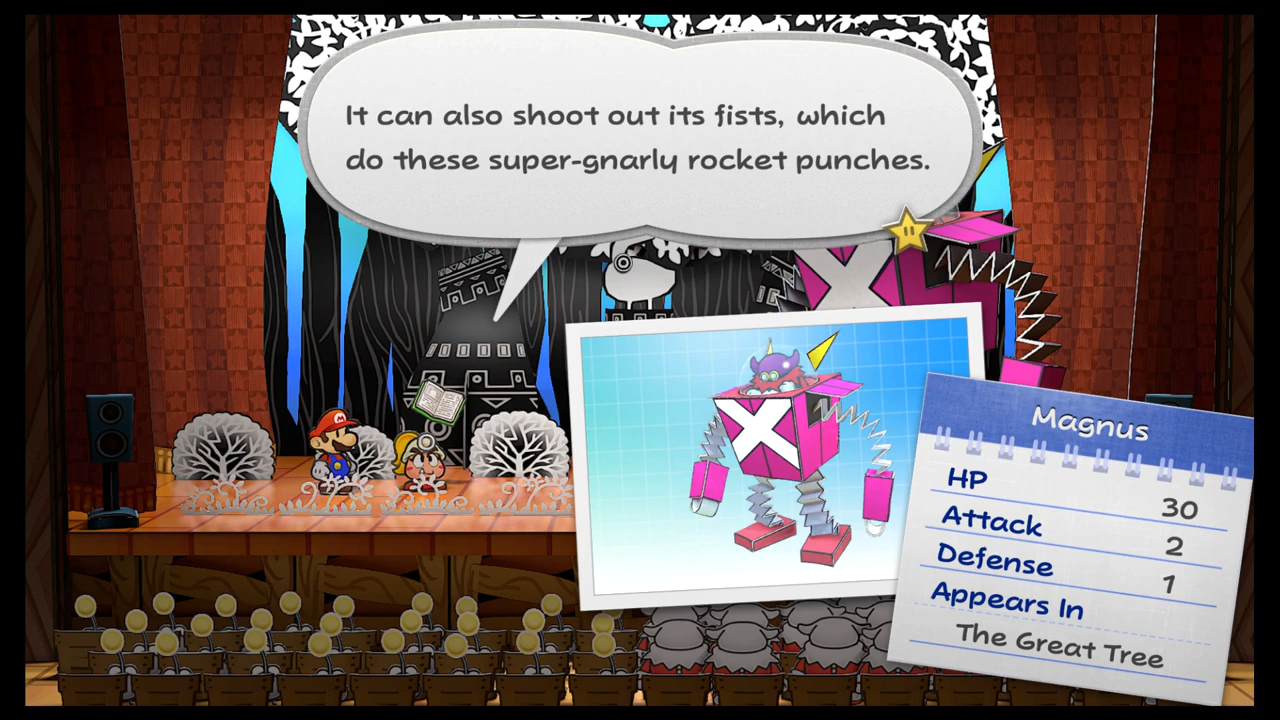 It can also shoot out its fists, which
do these super-gnarly rocket punches.
Magnus
HP 30
Attack 2
Defense 1
Appears In
The Great Tree